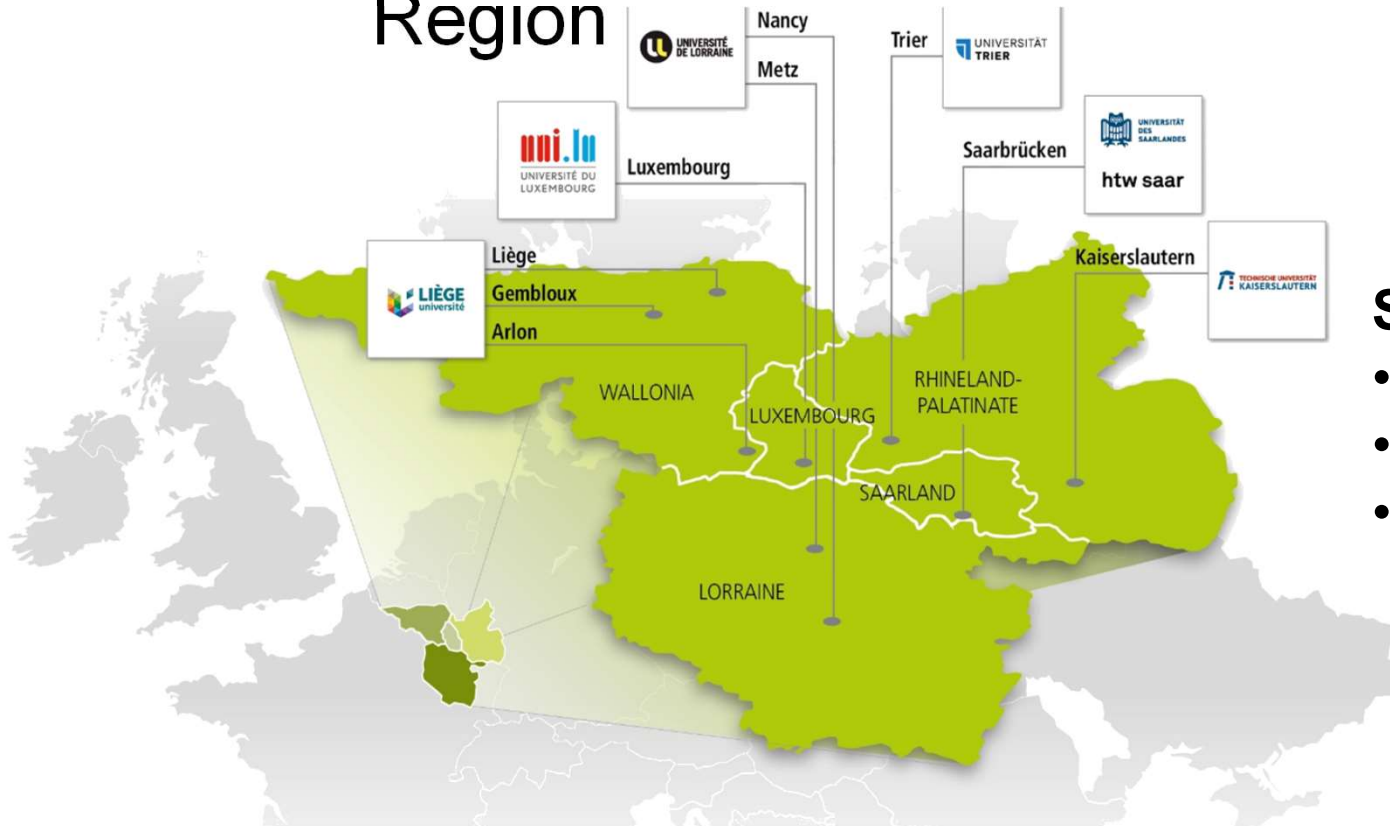 Region
UNIVERSITÉ
DE LORRAINE
Nancy
Metz
Trier
UNIVERSITÄT
TRIER
uni.lu
UNIVERSITÉ DU
LUXEMBOURG
Luxembourg
Saarbrücken
UNIVERSITÄT
DES
SAARLANDES
htw saar
LIÈGE
université
Liège
Gembloux
Arlon
Kaiserslautern
TECHNISCHE UNIVERSITÄT
KAISERSLAUTERN
WALLONIA
LUXEMBOURG
RHINELAND-
PALATINATE
SAARLAND
LORRAINE